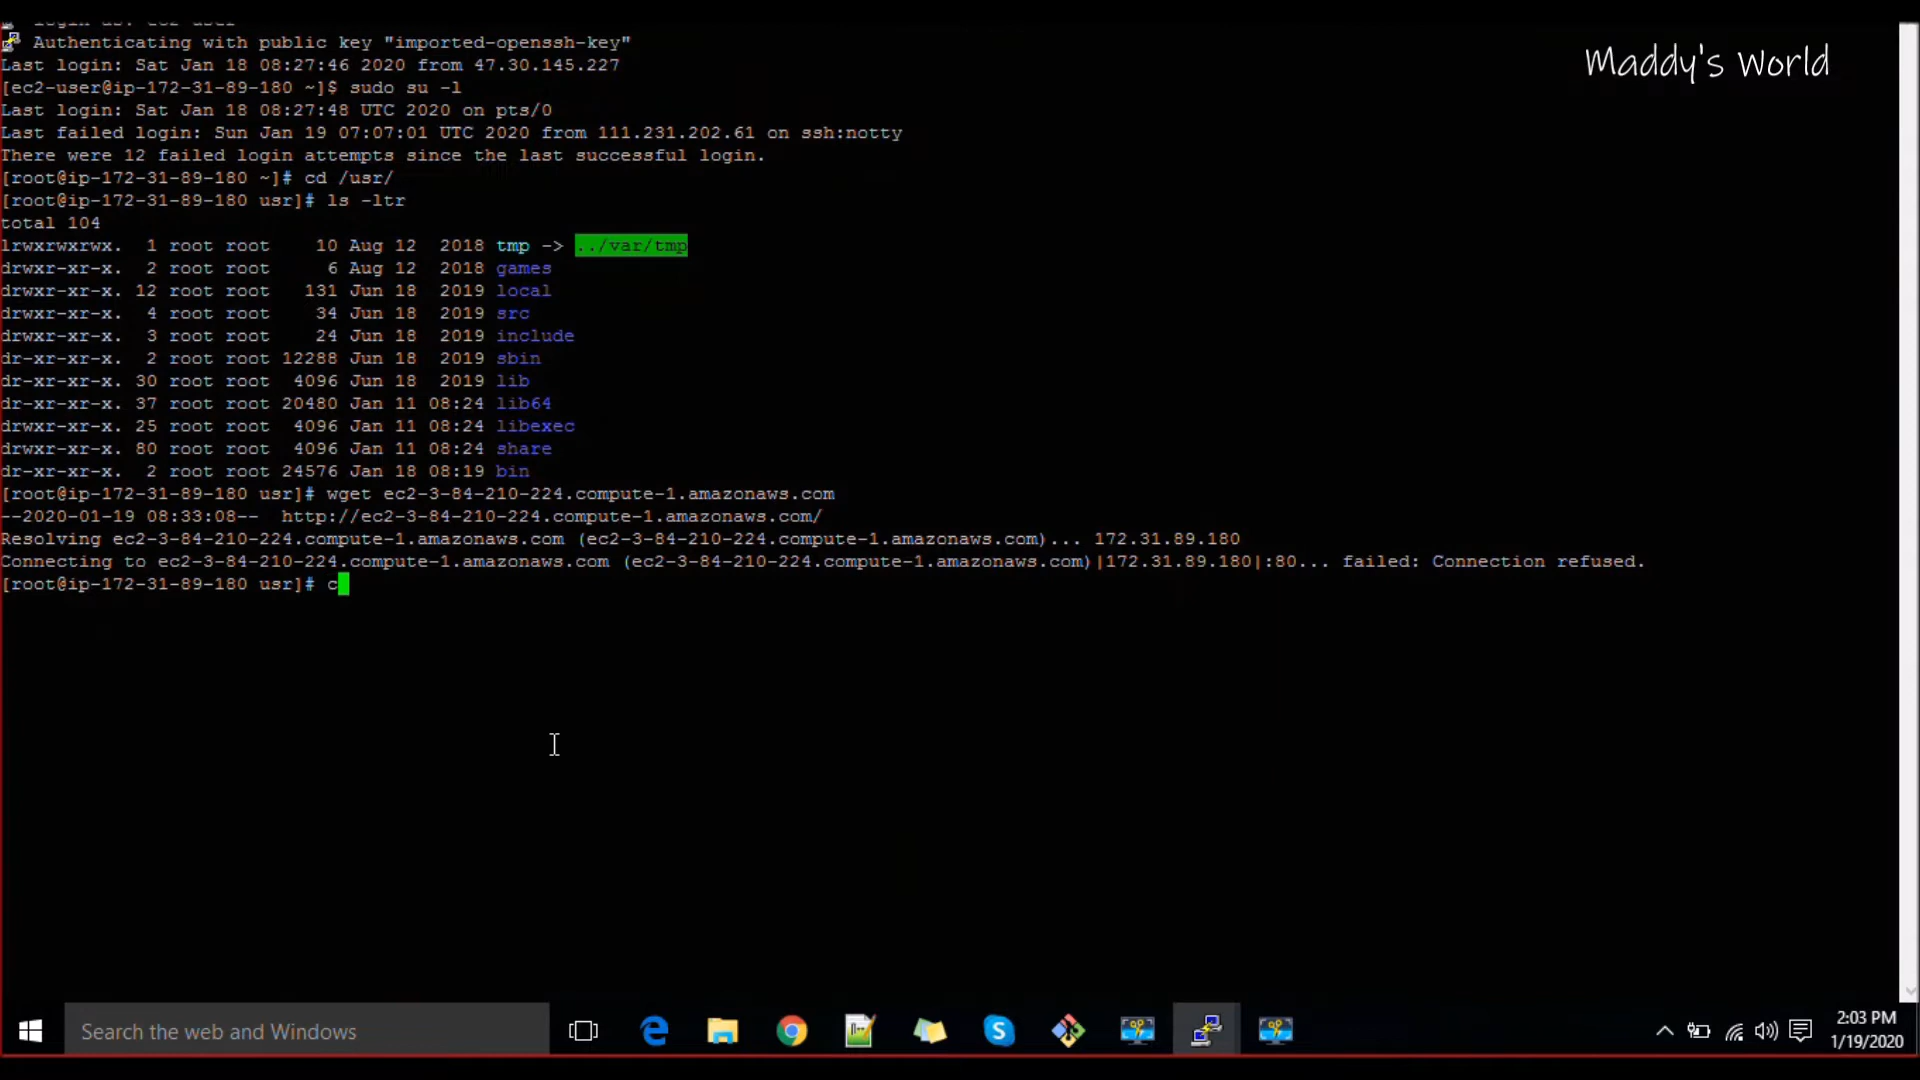 login as: ec2-user
Authenticating with public key "imported-openssh-key"
Last login: Sat Jan 18 08:27:46 2020 from 47.30.145.227
[ec2-user@ip-172-31-89-180 ~]$ sudo su -l
Last login: Sat Jan 18 08:27:48 UTC 2020 on pts/0
Last failed login: Sun Jan 19 07:07:01 UTC 2020 from 111.231.202.61 on ssh:notty
There were 12 failed login attempts since the last successful login.
[root@ip-172-31-89-180 ~]# cd /usr/
[root@ip-172-31-89-180 usr]# ls -ltr
total 104
lrwxrwxrwx. 1 root root 10 Aug 12 2018 tmp -> ../var/tmp
drwxr-xr-x. 2 root root 6 Aug 12 2018 games
drwxr-xr-x. 12 root root 131 Jun 18 2019 local
drwxr-xr-x. 4 root root 34 Jun 18 2019 src
drwxr-xr-x. 3 root root 24 Jun 18 2019 include
dr-xr-xr-x. 2 root root 12288 Jun 18 2019 sbin
dr-xr-xr-x. 30 root root 4096 Jun 18 2019 lib
dr-xr-xr-x. 37 root root 20480 Jan 11 08:24 lib64
drwxr-xr-x. 25 root root 4096 Jan 11 08:24 libexec
drwxr-xr-x. 80 root root 4096 Jan 11 08:24 share
dr-xr-xr-x. 2 root root 24576 Jan 18 08:19 bin
[root@ip-172-31-89-180 usr]# wget ec2-3-84-210-224.compute-1.amazonaws.com
--2020-01-19 08:33:08-- http://ec2-3-84-210-224.compute-1.amazonaws.com/
Resolving ec2-3-84-210-224.compute-1.amazonaws.com (ec2-3-84-210-224.compute-1.amazonaws.com)... 172.31.89.180
Connecting to ec2-3-84-210-224.compute-1.amazonaws.com (ec2-3-84-210-224.compute-1.amazonaws.com)|172.31.89.180|:80... failed: Connection refused.
[root@ip-172-31-89-180 usr]# c
Maddy's World
Search the web and Windows
2:03 PM
1/19/2020